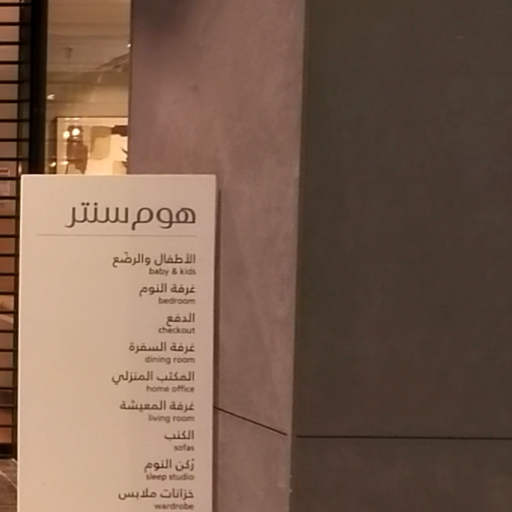 هوم سنتر
الأطفال والرضّع
baby & kids
غرفة النوم
bedroom
الدفع
checkout
غرفة السفرة
dining room
المكتب المنزلي
home office
غرفة المعيشة
living room
الكنب
sofas
رُكن النوم
sleep studio
خزانات ملابس
wardrobe